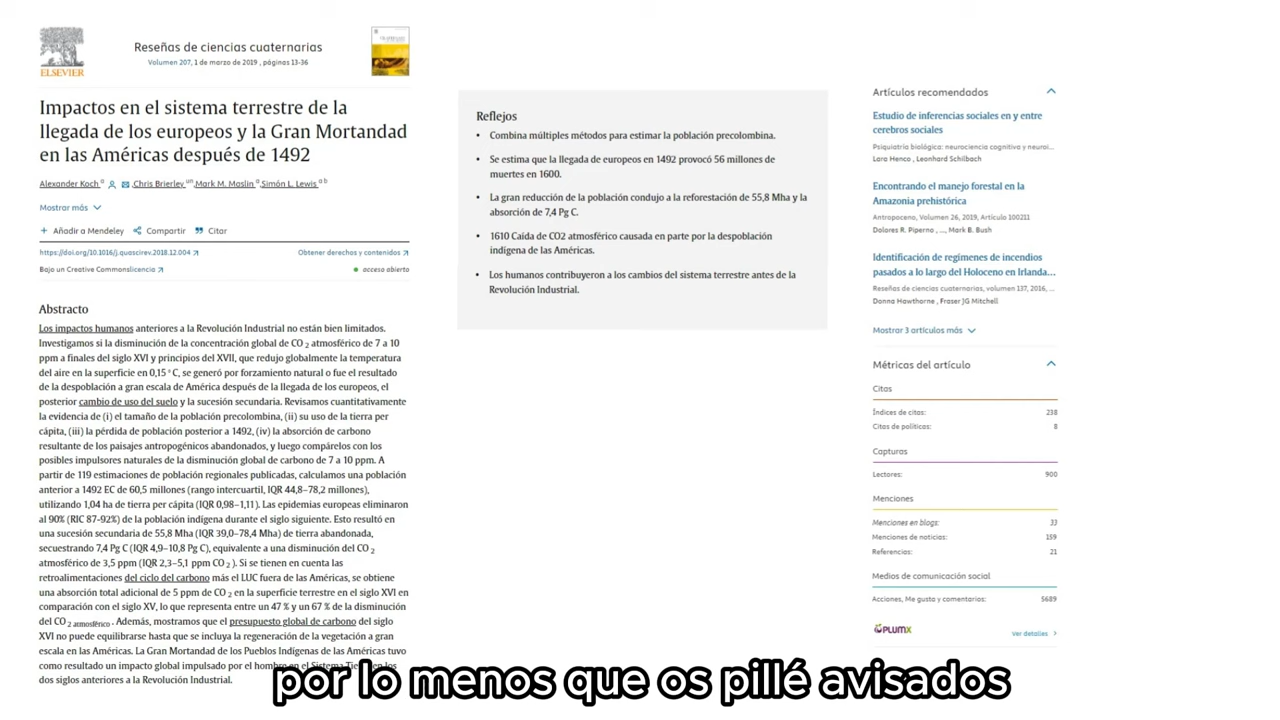 ELSEVIER
Reseñas de ciencias cuaternarias
Volumen 207, 1 de marzo de 2019 , páginas 13-36
Impactos en el sistema terrestre de la
llegada de los europeos y la Gran Mortandad
en las Américas después de 1492
Alexander Koch a , Chris Brierley un , Mark M. Maslin a , Simón L. Lewis a b
Mostrar más
+ Añadir a Mendeley Compartir Citar
https://doi.org/10.1016/j.quascirev.2018.12.004 Obtener derechos y contenidos
Bajo un Creative Commonslicencia acceso abierto
Abstracto
Los impactos humanos anteriores a la Revolución Industrial no están bien limitados.
Investigamos si la disminución de la concentración global de CO 2 atmosférico de 7 a 10
ppm a finales del siglo XVI y principios del XVII, que redujo globalmente la temperatura
del aire en la superficie en 0,15 ° C, se generó por forzamiento natural o fue el resultado
de la despoblación a gran escala de América después de la llegada de los europeos, el
posterior cambio de uso del suelo y la sucesión secundaria. Revisamos cuantitativamente
la evidencia de (i) el tamaño de la población precolombina, (ii) su uso de la tierra per
cápita, (iii) la pérdida de población posterior a 1492, (iv) la absorción de carbono
resultante de los paisajes antropogénicos abandonados, y luego compárelos con los
posibles impulsores naturales de la disminución global de carbono de 7 a 10 ppm. A
partir de 119 estimaciones de población regionales publicadas, calculamos una población
anterior a 1492 EC de 60,5 millones (rango intercuartil, IQR 44,8–78,2 millones),
utilizando 1,04 ha de tierra per cápita (IQR 0,98–1,11). Las epidemias europeas eliminaron
al 90% (RIC 87-92%) de la población indígena durante el siglo siguiente. Esto resultó en
una sucesión secundaria de 55,8 Mha (IQR 39,0–78,4 Mha) de tierra abandonada,
secuestrando 7,4 Pg C (IQR 4,9–10,8 Pg C), equivalente a una disminución del CO 2
atmosférico de 3,5 ppm (IQR 2,3–5,1 ppm CO 2 ). Si se tienen en cuenta las
retroalimentaciones del ciclo del carbono más el LUC fuera de las Américas, se obtiene
una absorción total adicional de 5 ppm de CO 2 en la superficie terrestre en el siglo XVI en
comparación con el siglo XV, lo que representa entre un 47 % y un 67 % de la disminución
del CO 2 atmosférico . Además, mostramos que el presupuesto global de carbono del siglo
XVI no puede equilibrarse hasta que se incluya la regeneración de la vegetación a gran
escala en las Américas. La Gran Mortandad de los Pueblos Indígenas de las Américas tuvo
como resultado un impacto global impulsado por el hombre en el Sistema en los
dos siglos anteriores a la Revolución Industrial.
Reflejos
• Combina múltiples métodos para estimar la población precolombina.
• Se estima que la llegada de europeos en 1492 provocó 56 millones de
muertes en 1600.
• La gran reducción de la población condujo a la reforestación de 55,8 Mha y la
absorción de 7,4 Pg C.
• 1610 Caída de CO2 atmosférico causada en parte por la despoblación
indígena de las Américas.
• Los humanos contribuyeron a los cambios del sistema terrestre antes de la
Revolución Industrial.
Artículos recomendados
Estudio de inferencias sociales en y entre
cerebros sociales
Psiquiatría biológica: neurociencia cognitiva y neuroi...
Lara Henco , Leonhard Schilbach
Encontrando el manejo forestal en la
Amazonia prehistórica
Antropoceno, Volumen 26, 2019, Artículo 100211
Dolores R. Piperno , ..., Mark B. Bush
Identificación de regímenes de incendios
pasados a lo largo del Holoceno en Irlanda...
Reseñas de ciencias cuaternarias, volumen 137, 2016, ...
Donna Hawthorne , Fraser JG Mitchell
Mostrar 3 artículos más
Métricas del artículo
Citas
Índices de citas: 238
Citas de políticas: 8
Capturas
Lectores: 900
Menciones
Menciones en blogs: 33
Menciones de noticias: 159
Referencias: 21
Medios de comunicación social
Acciones, Me gusta y comentarios: 5689
PLUMX
Ver detalles
por lo menos que os pillé avisados